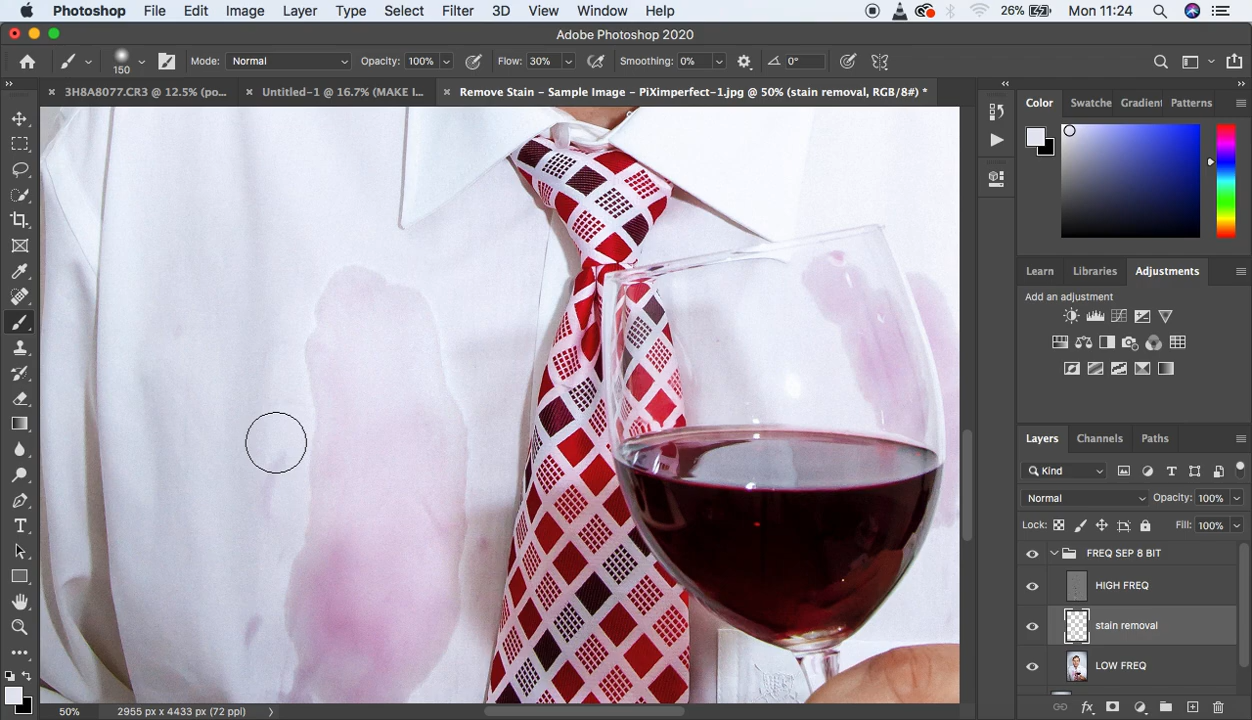 Photoshop File Edit Image Layer Type Select Filter 3D View Window Help 26% Mon 11:24
Adobe Photoshop 2020
150 Mode: Normal Opacity: 100% Flow: 30% Smoothing: 0% 0°
3H8A8077.CR3 @ 12.5% (po... Untitled-1 @ 16.7% (MAKE I... Remove Stain - Sample Image - PiXimperfect-1.jpg @ 50% (stain removal, RGB/8#) *
Color Swatche Gradien Patterns
Learn Libraries Adjustments
Add an adjustment
Layers Channels Paths
Kind
Normal Opacity: 100%
Lock: Fill: 100%
FREQ SEP 8 BIT
HIGH FREQ
stain removal
LOW FREQ
50% 2955 px x 4433 px (72 ppi)